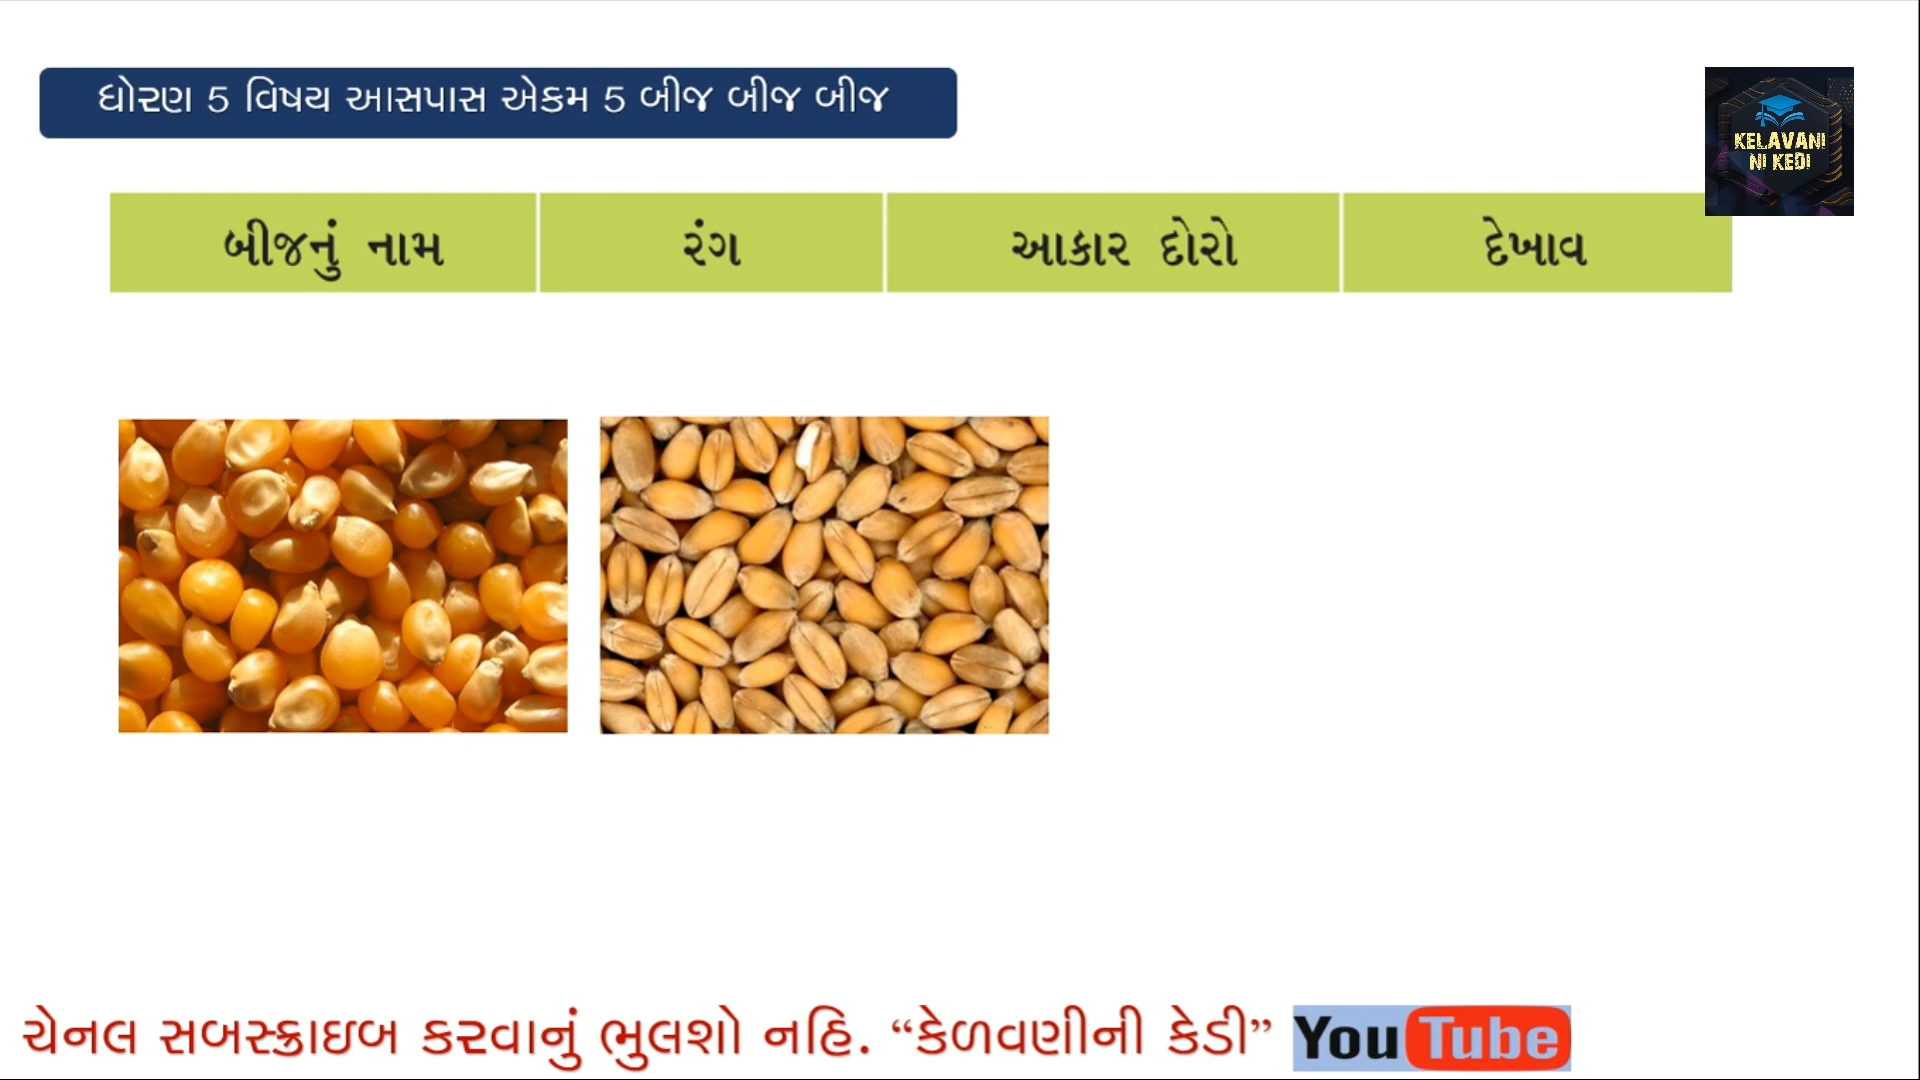 ધોરણ 5 વિષય આસપાસ એકમ 5 બીજ બીજ બીજ
KELAVANI
NI KEDI
બીજનું નામ રંગ આકાર દોરો દેખાવ
ચેનલ સબસ્ક્રાઇબ કરવાનું ભુલશો નહિ. “કેળવણીની કેડી” YouTube